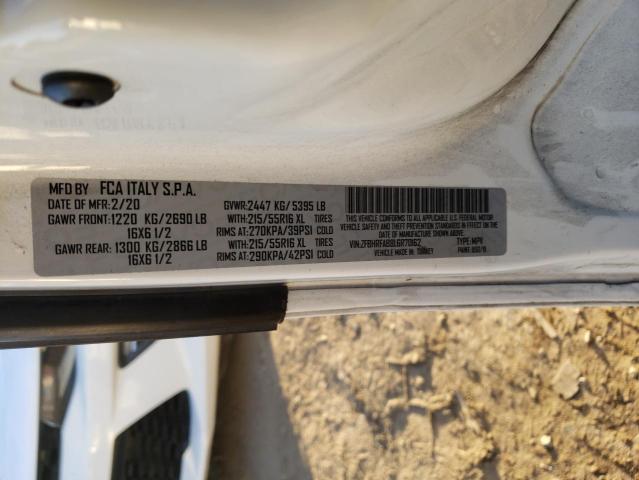 MFD BY FCA ITALY S.P.A.
DATE OF MFR:2/20 GVWR:2447 KG/5395 LB
GAWR FRONT:1220 KG/2690 LB WITH:215/55R16 XL TIRES
16X6 1/2 RIMS AT:270KPA/39PSI COLD
GAWR REAR:1300 KG/2866 LB WITH:215/55R16 XL TIRES
16X6 1/2 RIMS AT:290KPA/42PSI COLD
THIS VEHICLE CONFORMS TO ALL APPLICABLE U.S. FEDERAL MOTOR
VEHICLE SAFETY AND THEFT PREVENTION STANDARDS
IN EFFECT ON THE DATE OF MANUFACTURE SHOWN ABOVE.
TYPE:MPV
VEHICLE MADE IN: TURKEY